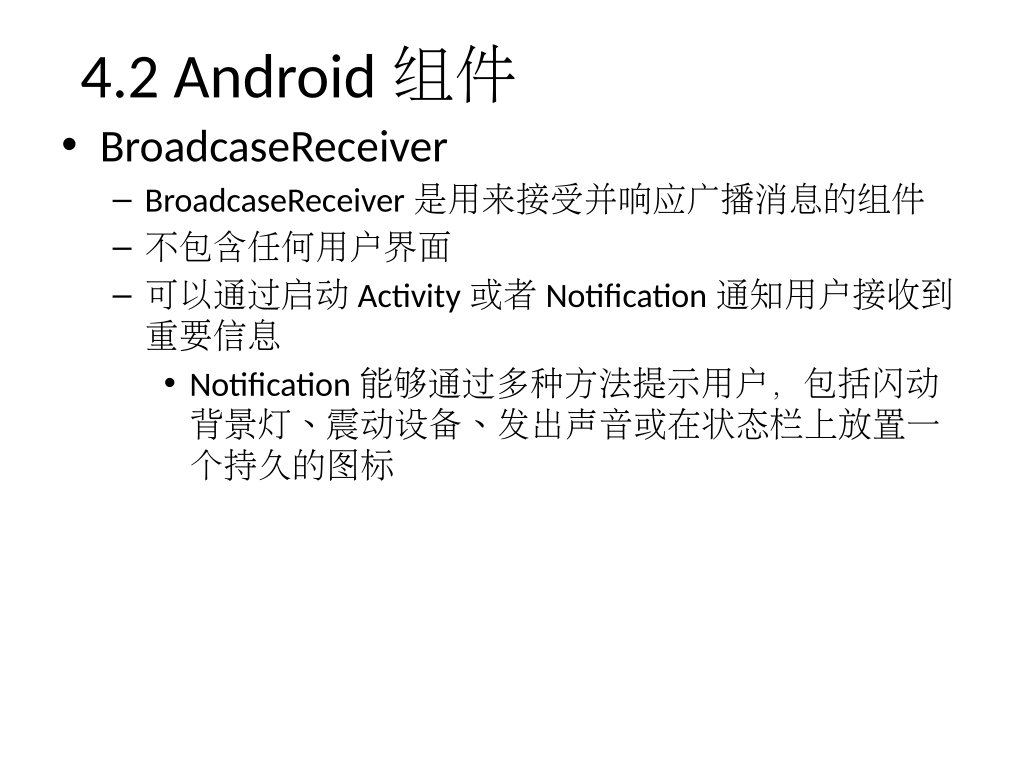 4.2 Android 组件
• BroadcaseReceiver
– BroadcaseReceiver 是用来接受并响应广播消息的组件
– 不包含任何用户界面
– 可以通过启动 Activity 或者 Notification 通知用户接收到
重要信息
• Notification 能够通过多种方法提示用户，包括闪动
背景灯、震动设备、发出声音或在状态栏上放置一
个持久的图标